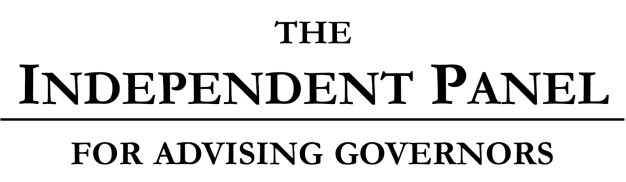 THE
INDEPENDENT PANEL
FOR ADVISING GOVERNORS